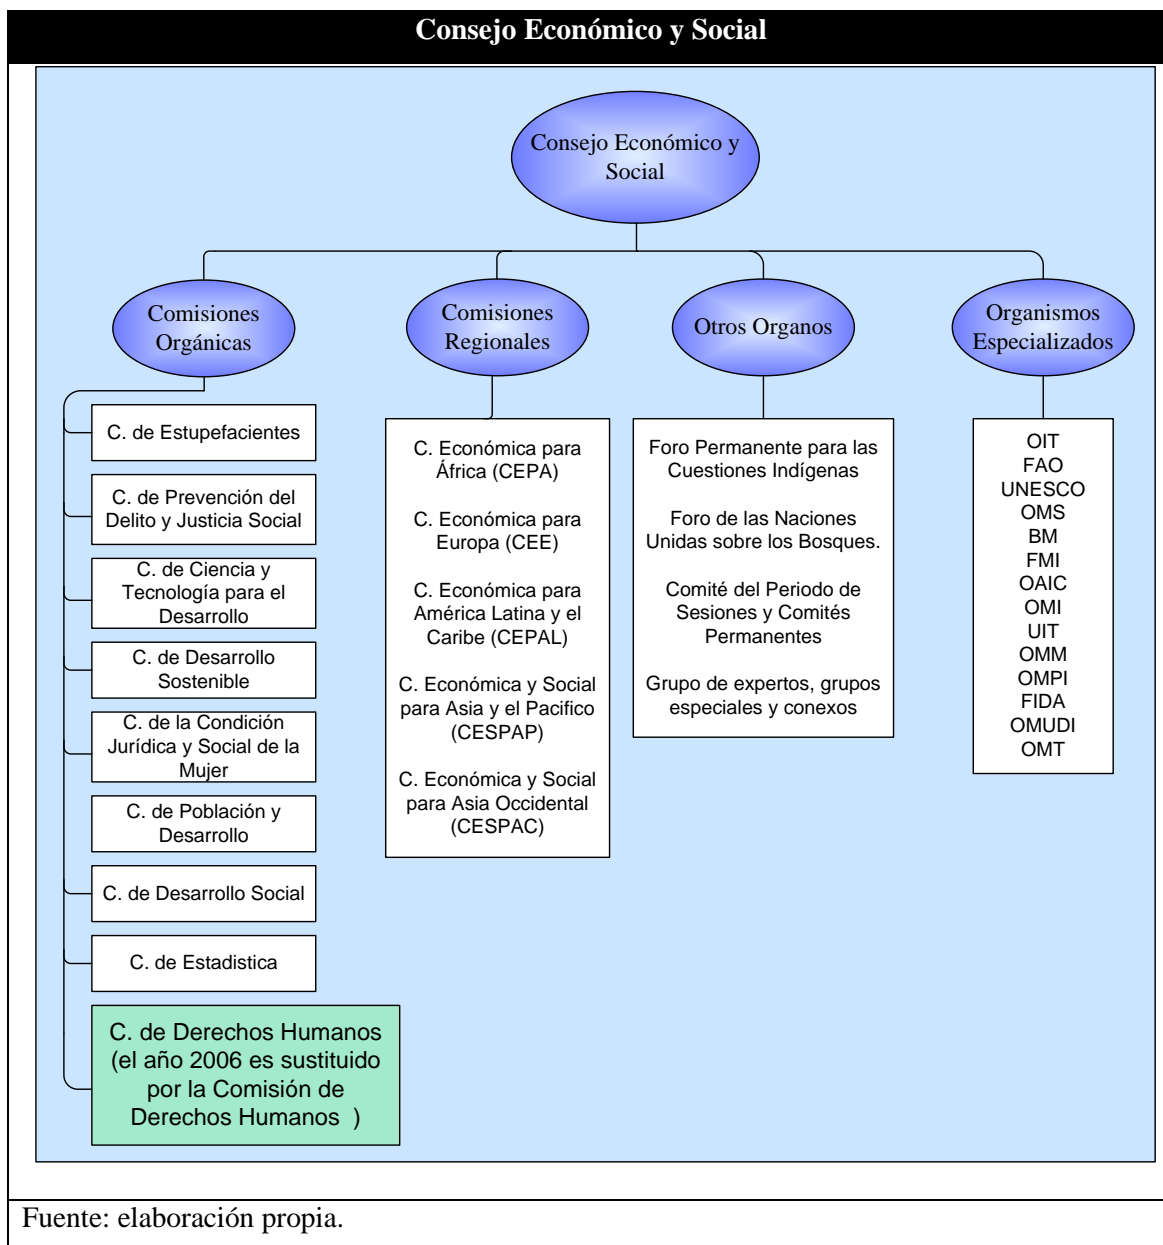 Consejo Económico y Social
Consejo Económico y
Social
Comisiones
Orgánicas
C. de Estupefacientes
C. de Prevención del
Delito y Justicia Social
C. de Ciencia y
Tecnología para el
Desarrollo
C. de Desarrollo
Sostenible
C. de la Condición
Jurídica y Social de la
Mujer
C. de Población y
Desarrollo
C. de Desarrollo Social
C. de Estadistica
C. de Derechos Humanos
(el año 2006 es sustituido
por la Comisión de
Derechos Humanos )
Comisiones
Regionales
C. Económica para
África (CEPA)
C. Económica para
Europa (CEE)
C. Económica para
América Latina y el
Caribe (CEPAL)
C. Económica y Social
para Asia y el Pacifico
(CESPAP)
C. Económica y Social
para Asia Occidental
(CESPAC)
Otros Organos
Foro Permanente para las
Cuestiones Indígenas
Foro de las Naciones
Unidas sobre los Bosques.
Comité del Periodo de
Sesiones y Comités
Permanentes
Grupo de expertos, grupos
especiales y conexos
Organismos
Especializados
OIT
FAO
UNESCO
OMS
BM
FMI
OAIC
OMI
UIT
OMM
OMPI
FIDA
OMUDI
OMT
Fuente: elaboración propia.